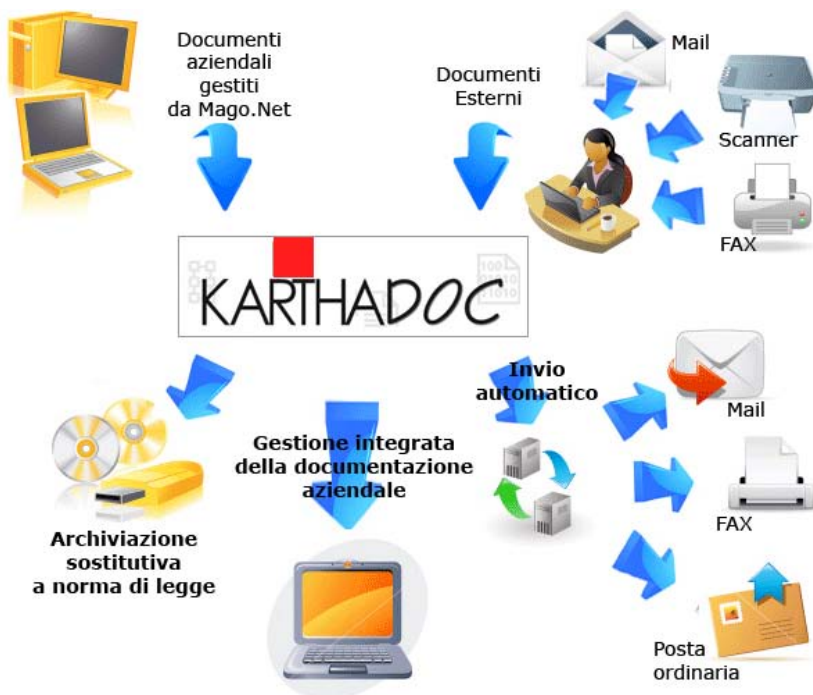 Documenti
aziendali
gestiti
da Mago.Net
Documenti
Esterni
Mail
Scanner
FAX
KARTHADOC
Archiviazione
sostitutiva
a norma di legge
Gestione integrata
della documentazione
aziendale
Invio
automatico
Mail
FAX
Posta
ordinaria